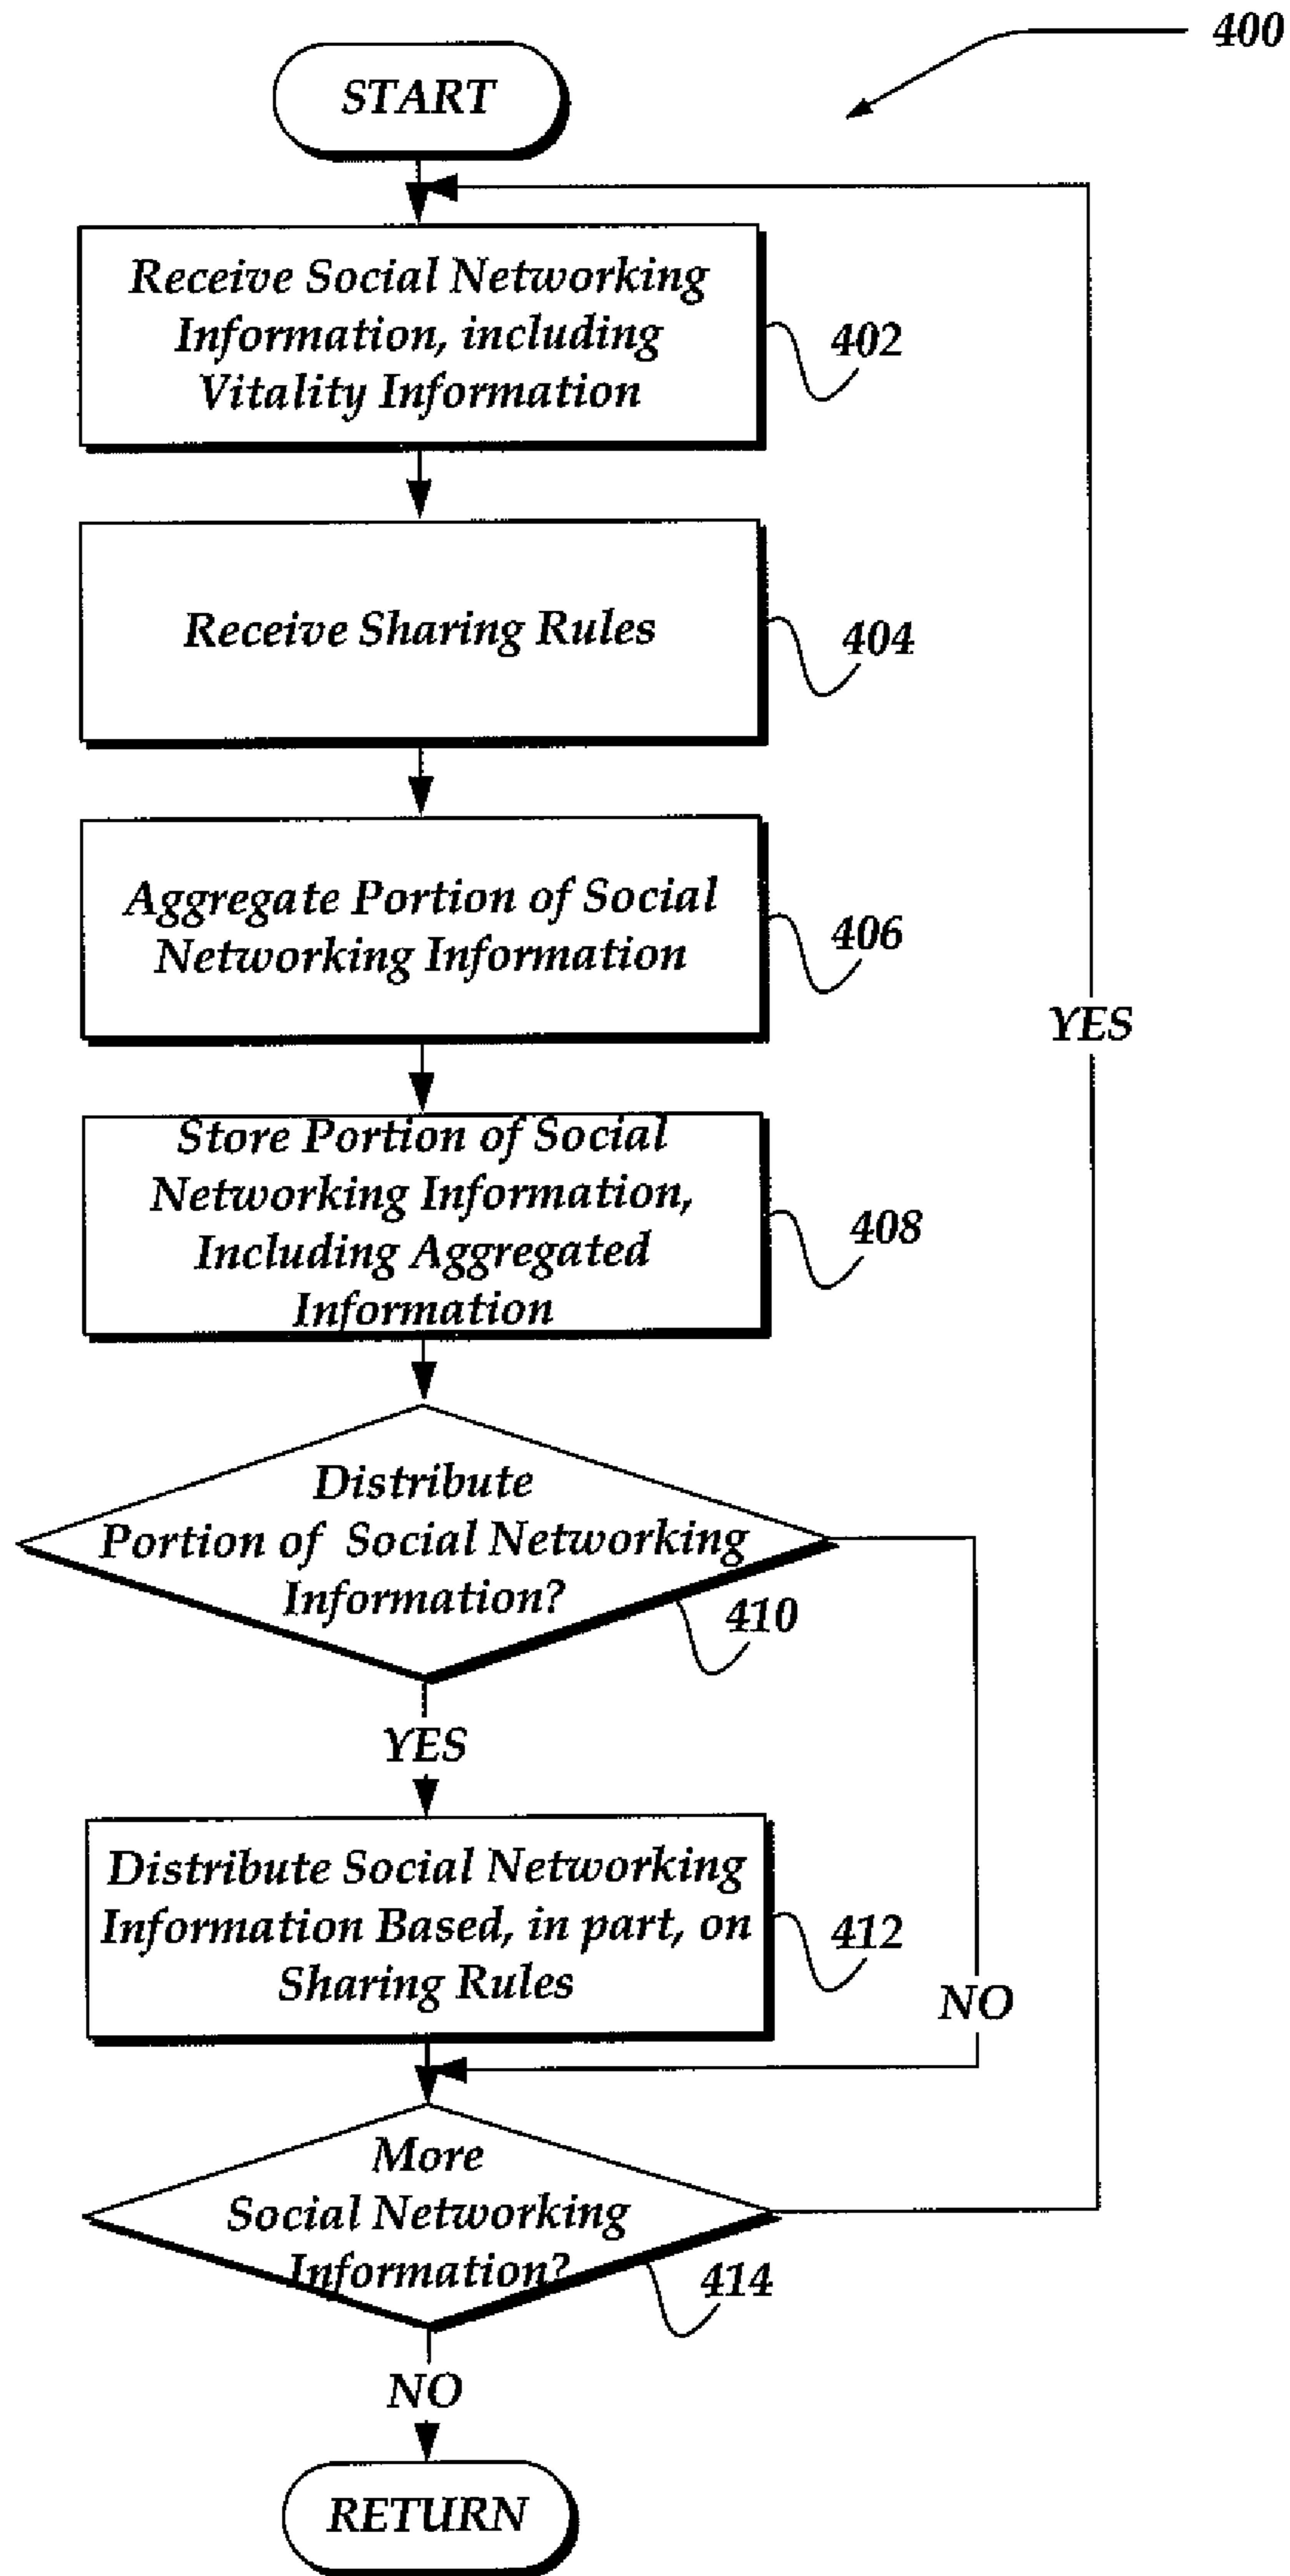 400
START
Receive Social Networking
Information, including
Vitality Information
402
Receive Sharing Rules
404
Aggregate Portion of Social
Networking Information
406
YES
Store Portion of Social
Networking Information,
Including Aggregated
Information
408
Distribute
Portion of Social Networking
Information?
410
YES
Distribute Social Networking
Information Based, in part, on
Sharing Rules
412
NO
More
Social Networking
Information?
414
NO
RETURN